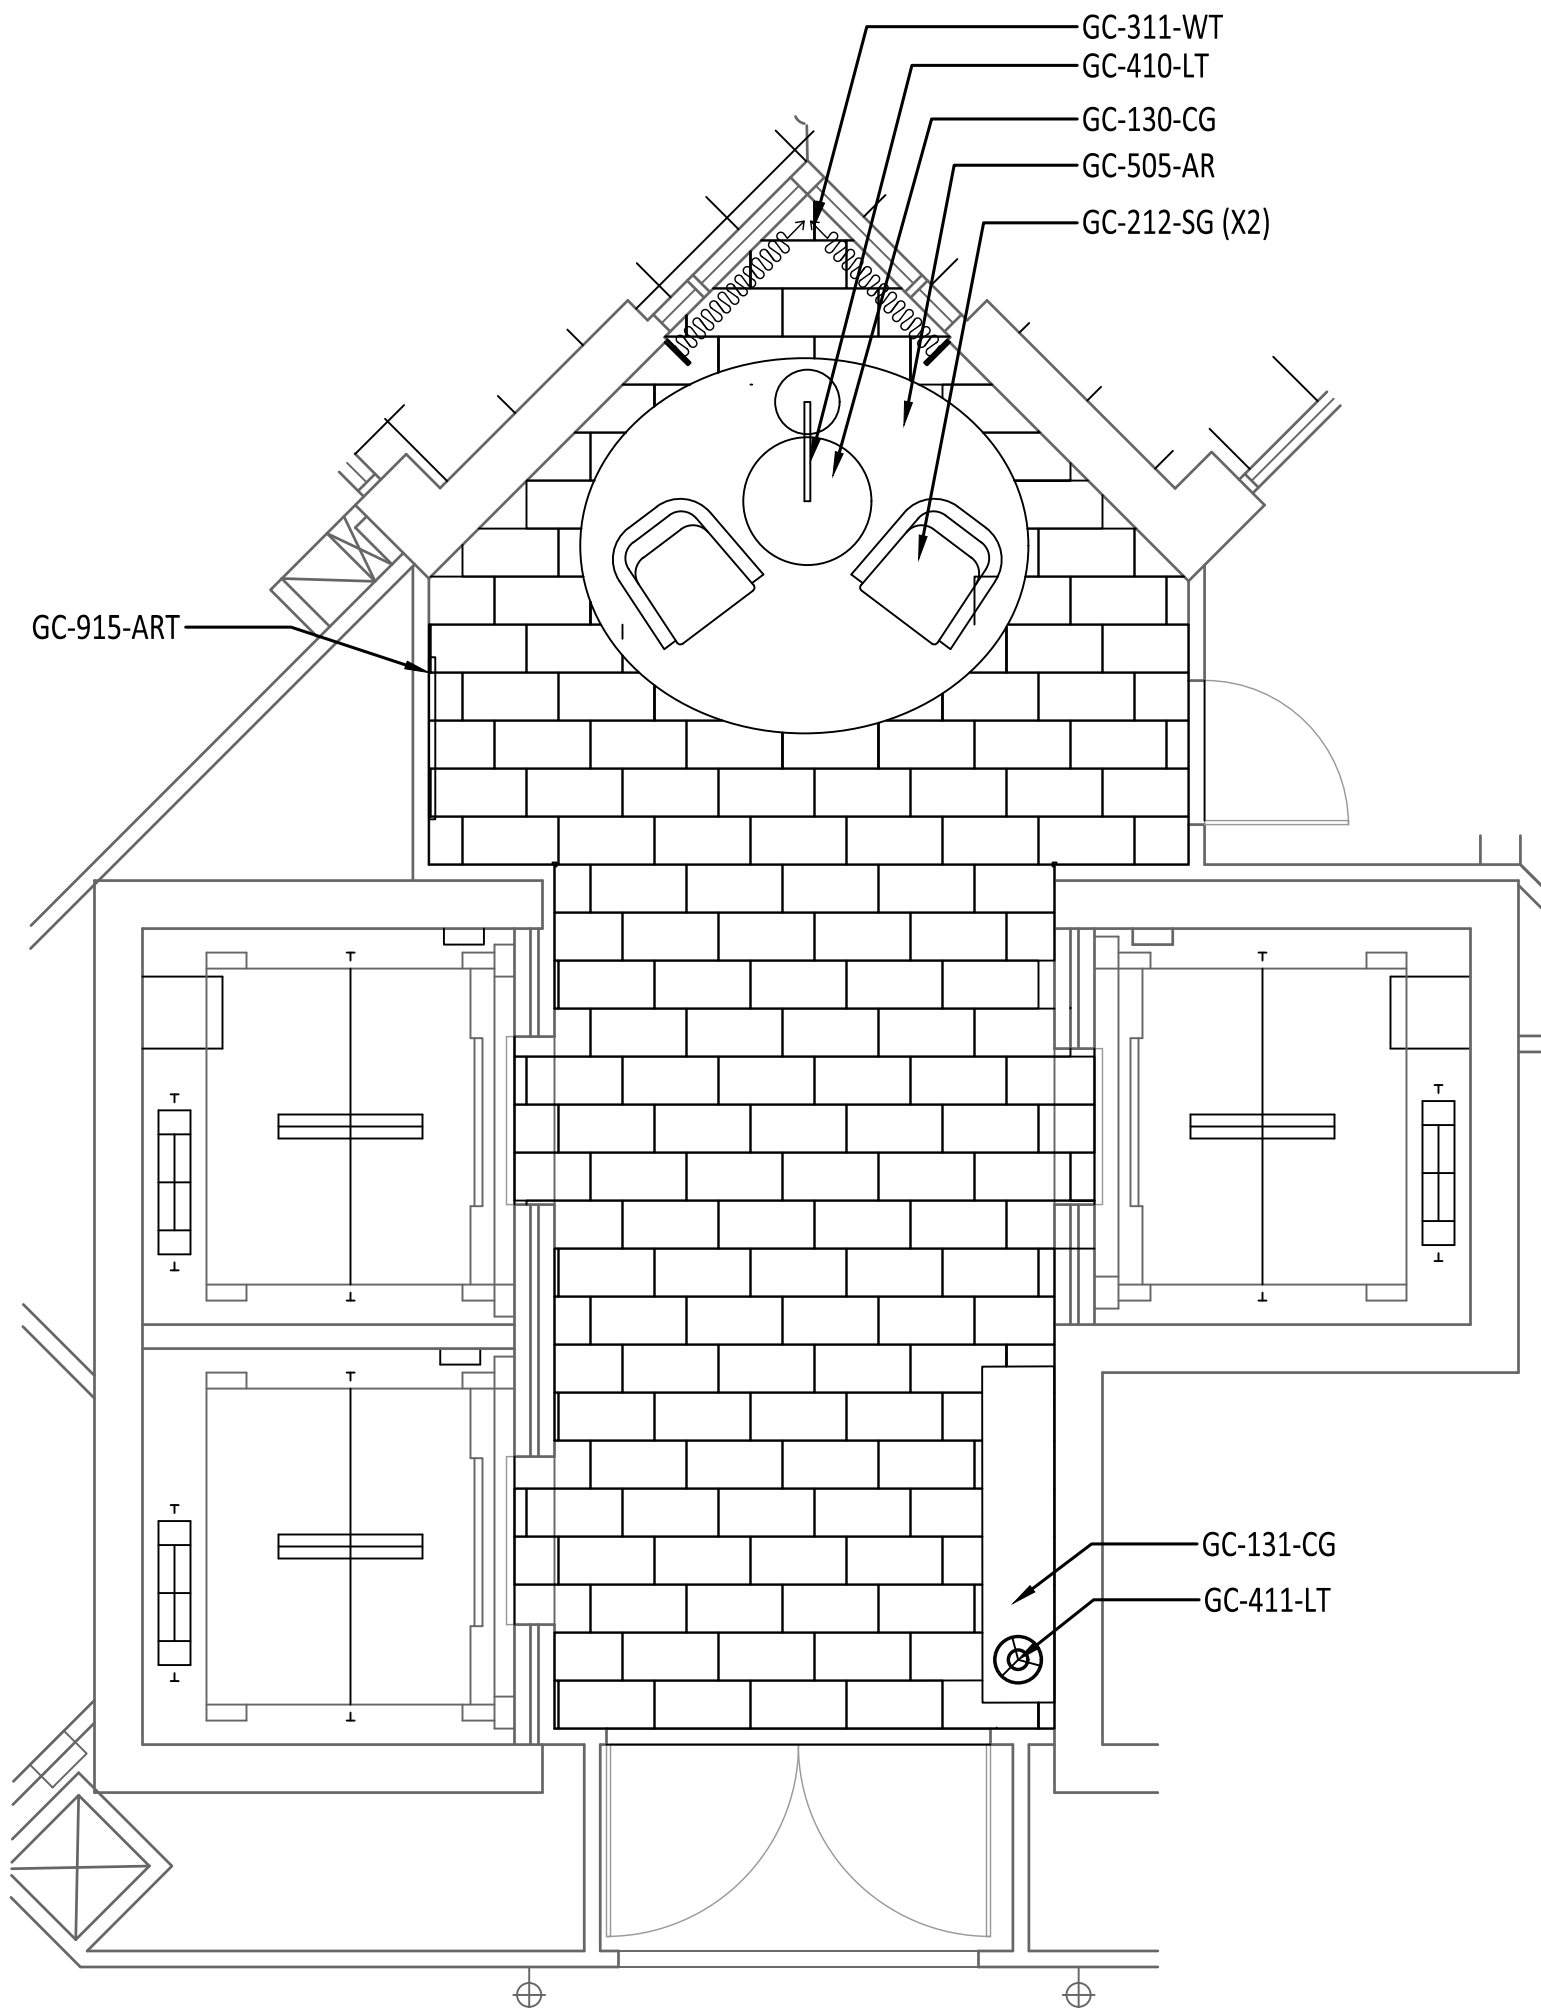 GC-311-WT
GC-410-LT
GC-130-CG
GC-505-AR
GC-212-SG (X2)
GC-915-ART
GC-131-CG
GC-411-LT